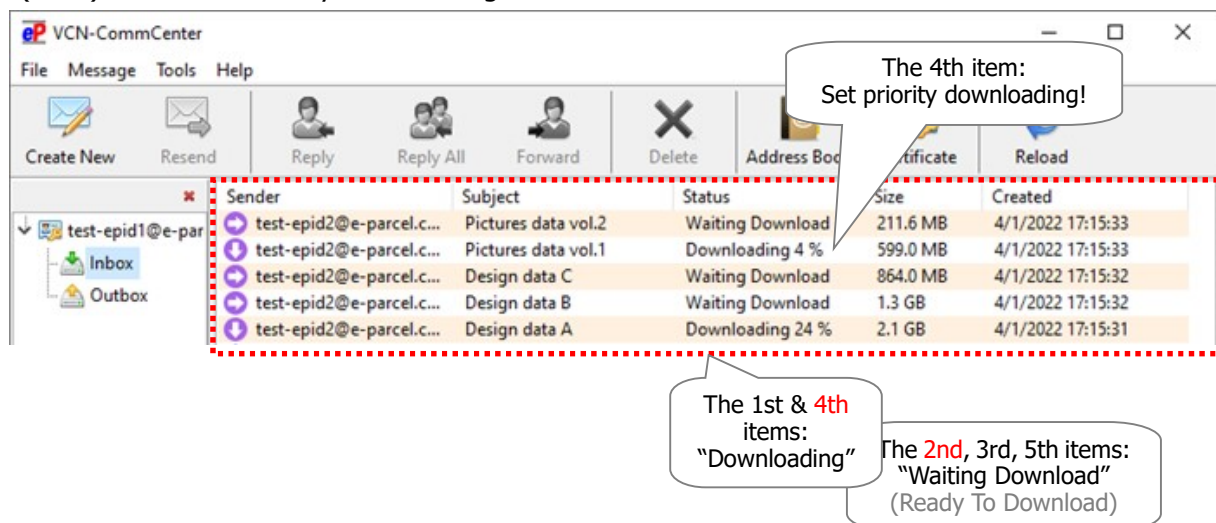 eP VCN-CommCenter
File Message Tools Help
The 4th item:
Set priority downloading!
Create New Resend Reply Reply All Forward Delete Address Boo Reload
Sender Subject Status Size Created
test-epid2@e-parcel.c... Pictures data vol.2 Waiting Download 211.6 MB 4/1/2022 17:15:33
test-epid1@e-par
test-epid2@e-parcel.c... Pictures data vol.1 Downloading 4 % 599.0 MB 4/1/2022 17:15:33
Inbox
test-epid2@e-parcel.c... Design data C Waiting Download 864.0 MB 4/1/2022 17:15:32
Outbox
test-epid2@e-parcel.c... Design data B Waiting Download 1.3 GB 4/1/2022 17:15:32
test-epid2@e-parcel.c... Design data A Downloading 24 % 2.1 GB 4/1/2022 17:15:31
The 1st & 4th
items:
“Downloading”
The 2nd, 3rd, 5th items:
“Waiting Download”
(Ready To Download)